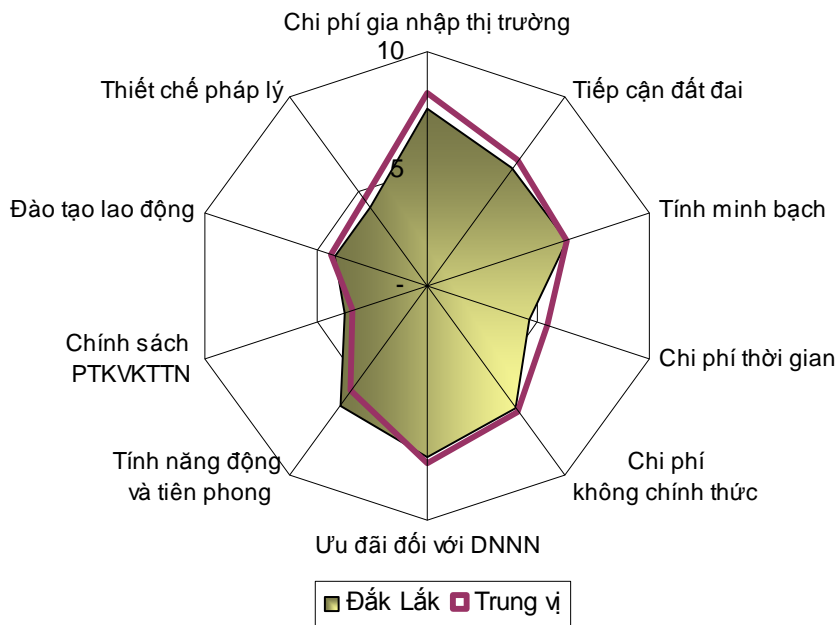 Chi phí gia nhập thị trường
10
Thiết chế pháp lý
Tiếp cận đất đai
5
Đào tạo lao động
Tính minh bạch
-
Chính sách
PTKVKTTN
Chi phí thời gian
Tính năng động
và tiên phong
Chi phí
không chính thức
Ưu đãi đối với DNNN
Đắk Lắk
Trung vị